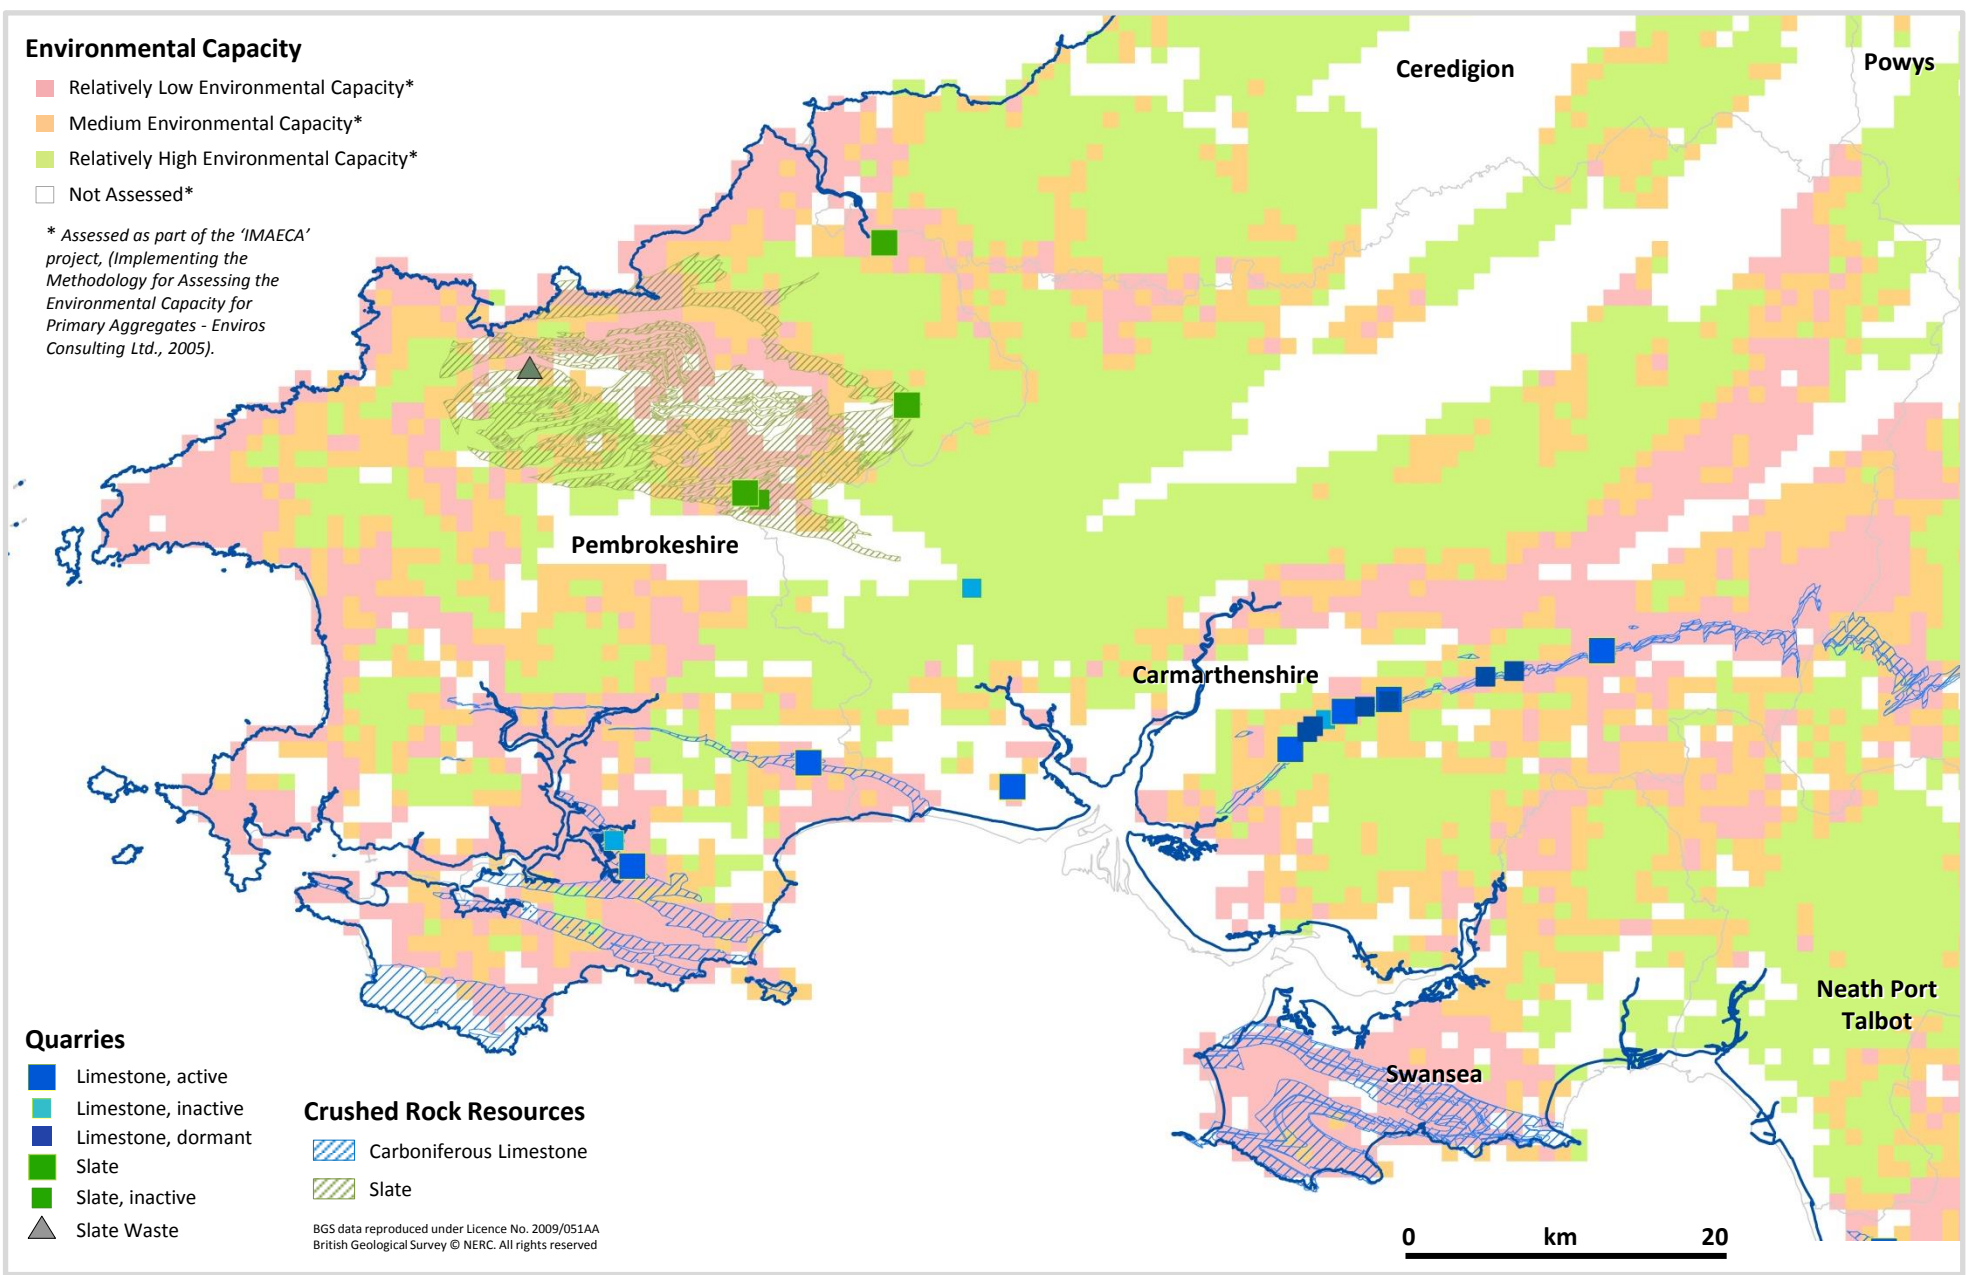 Environmental Capacity
Relatively Low Environmental Capacity*
Medium Environmental Capacity*
Relatively High Environmental Capacity*
Not Assessed*
* Assessed as part of the ‘IMAECA’
project, (Implementing the
Methodology for Assessing the
Environmental Capacity for
Primary Aggregates - Enviros
Consulting Ltd., 2005).
Ceredigion
Powys
Pembrokeshire
Carmarthenshire
Neath Port
Talbot
Swansea
Quarries
Limestone, active
Limestone, inactive
Limestone, dormant
Slate
Slate, inactive
Slate Waste
Crushed Rock Resources
Carboniferous Limestone
Slate
BGS data reproduced under Licence No. 2009/051AA
British Geological Survey © NERC. All rights reserved
0 km 20